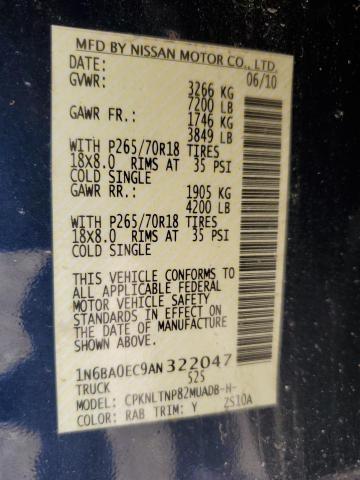 MFD BY NISSAN MOTOR CO., LTD.
DATE: 06/10
GVWR: 3266 KG
7200 LB
GAWR FR.: 1746 KG
3849 LB
WITH P265/70R18 TIRES
18X8.0 RIMS AT 35 PSI
COLD SINGLE
GAWR RR.: 1905 KG
4200 LB
WITH P265/70R18 TIRES
18X8.0 RIMS AT 35 PSI
COLD SINGLE
THIS VEHICLE CONFORMS TO
ALL APPLICABLE FEDERAL
MOTOR VEHICLE SAFETY
STANDARDS IN EFFECT ON
THE DATE OF MANUFACTURE
SHOWN ABOVE.
1N6BA0EC9AN322047
TRUCK 525
MODEL: CPKNLTNP82MUADB-H-
COLOR: RAB TRIM: Y ZS10A